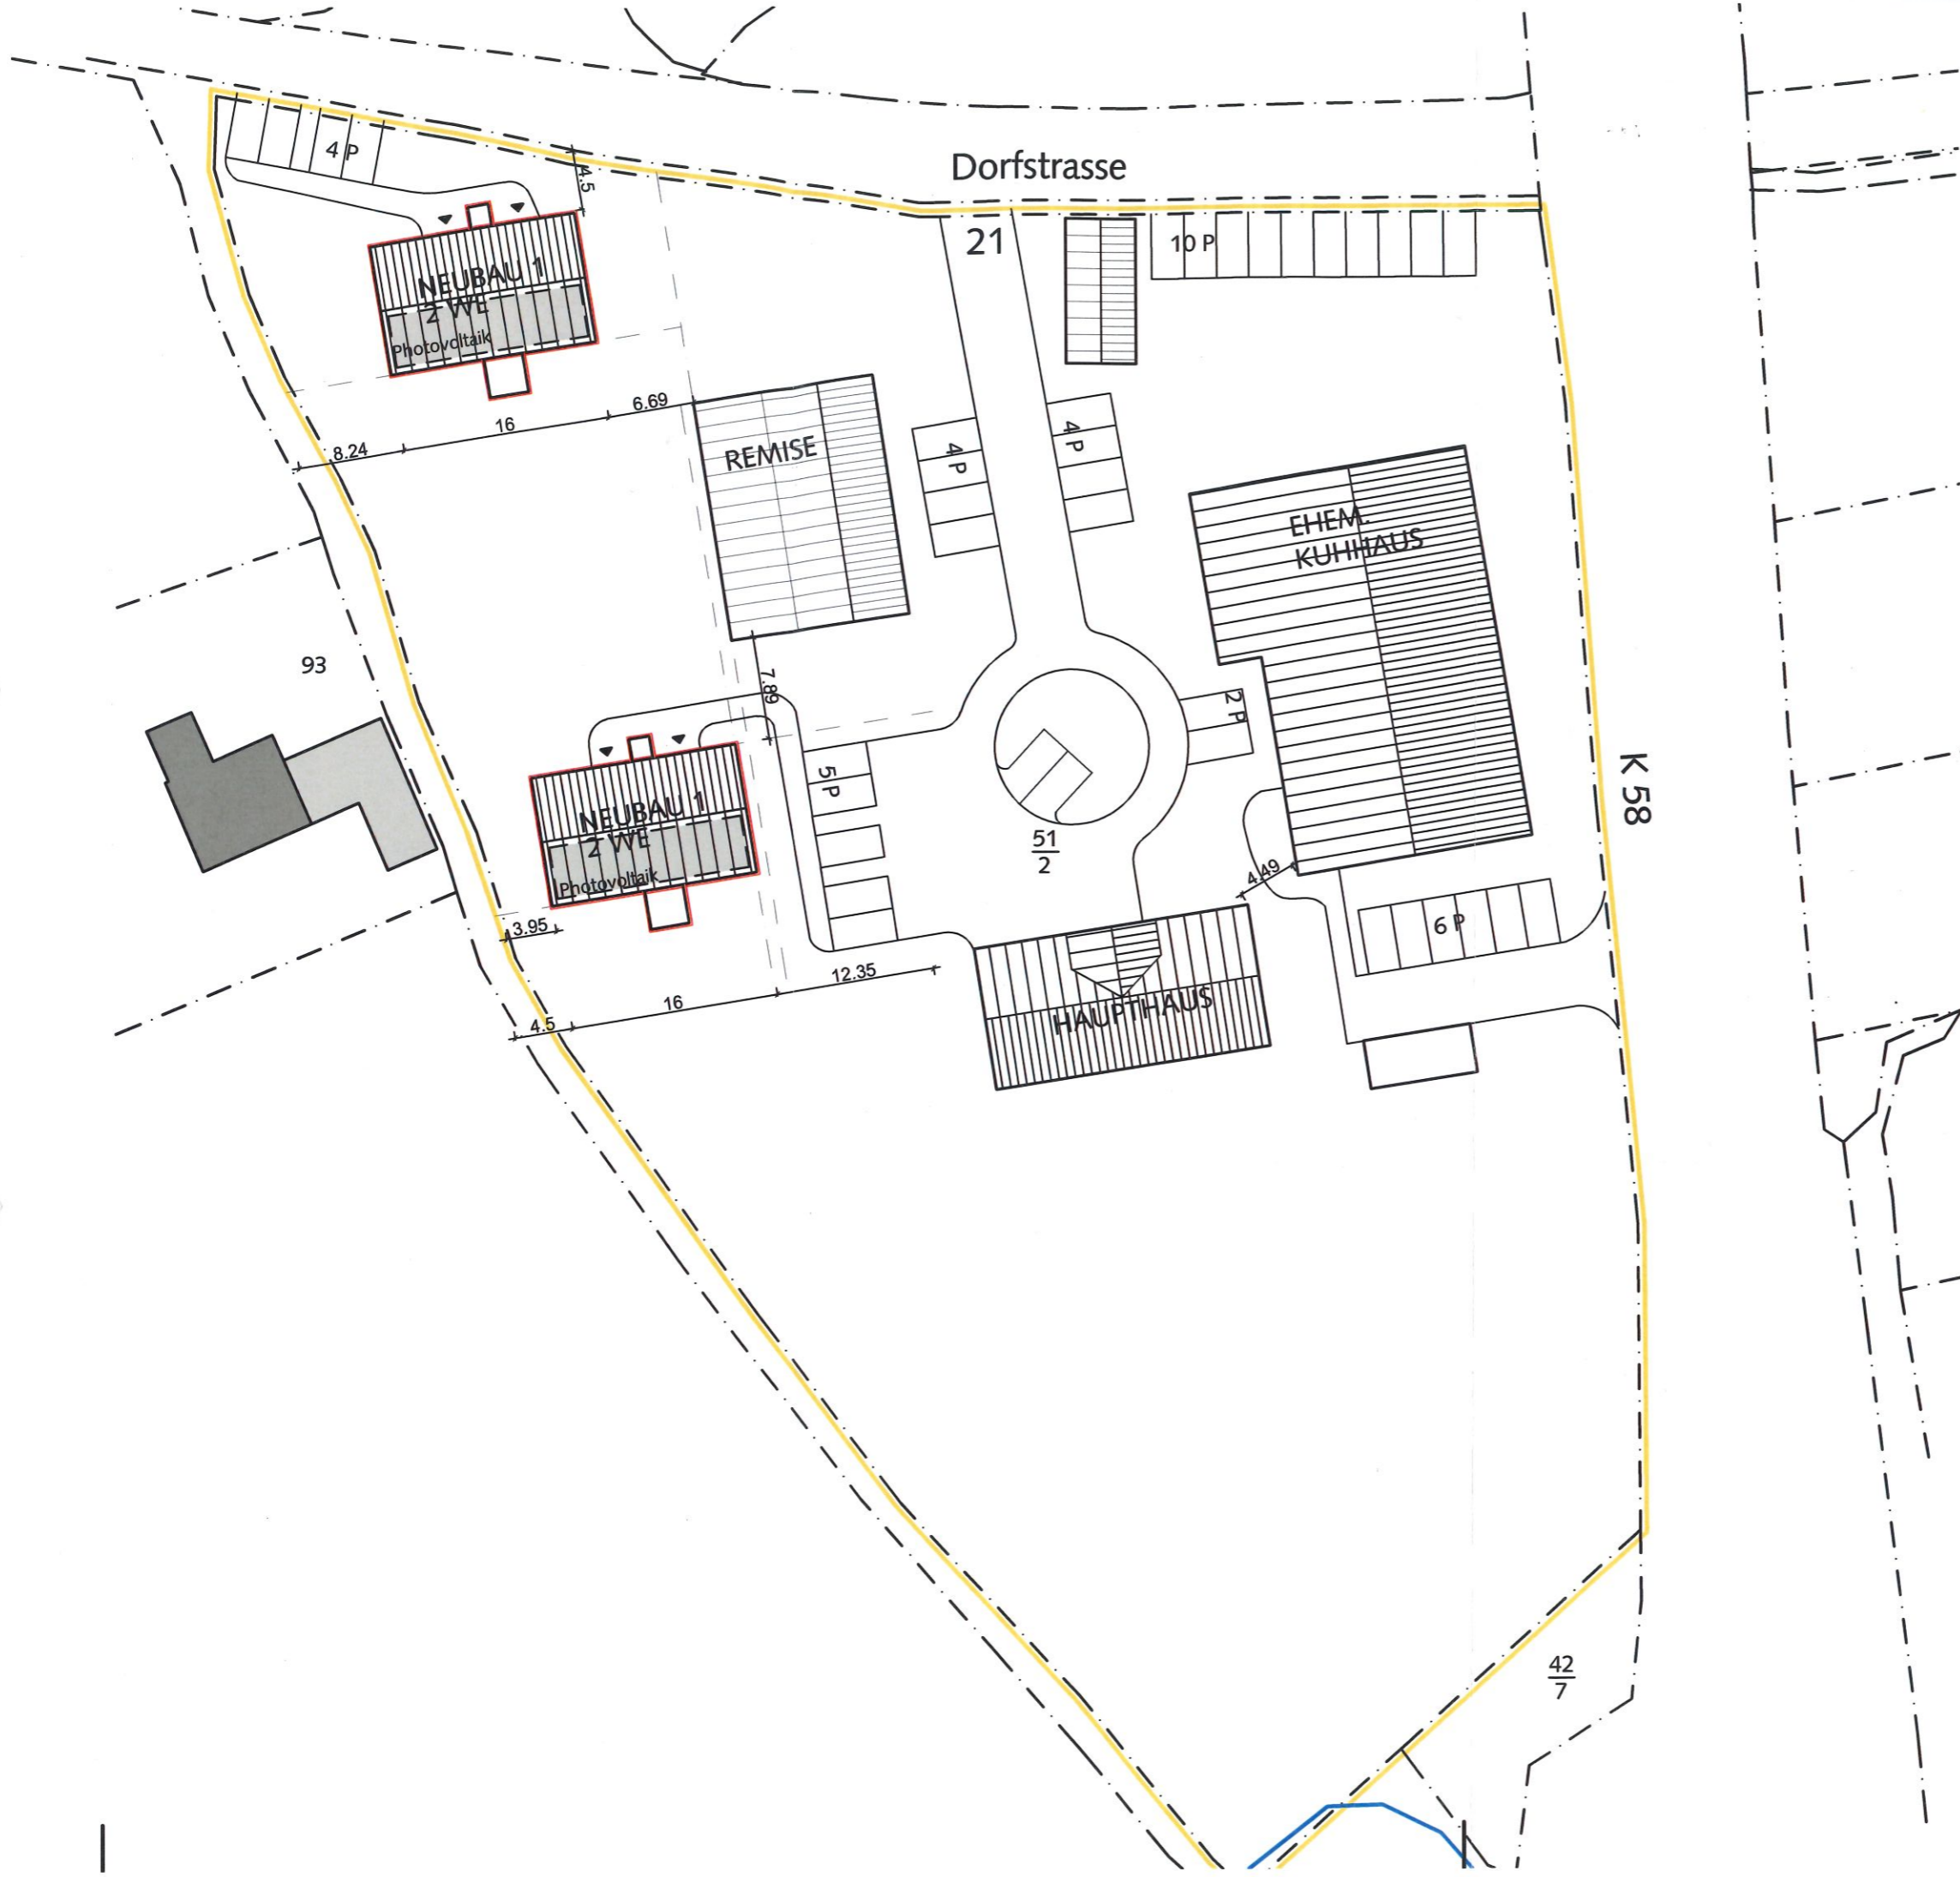 Dorfstrasse
4 P
4.5
21
10 P
NEUBAU 1
2 WE
Photovoltaik
8.24
16
6.69
REMISE
4 P
4 P
EHEM.
KUHHAUS
93
7.89
2 P
K 58
NEUBAU 1
2 WE
Photovoltaik
5 P
51
2
4.49
3.95
6 P
4.5
16
12.35
HAUPTHAUS
42
7